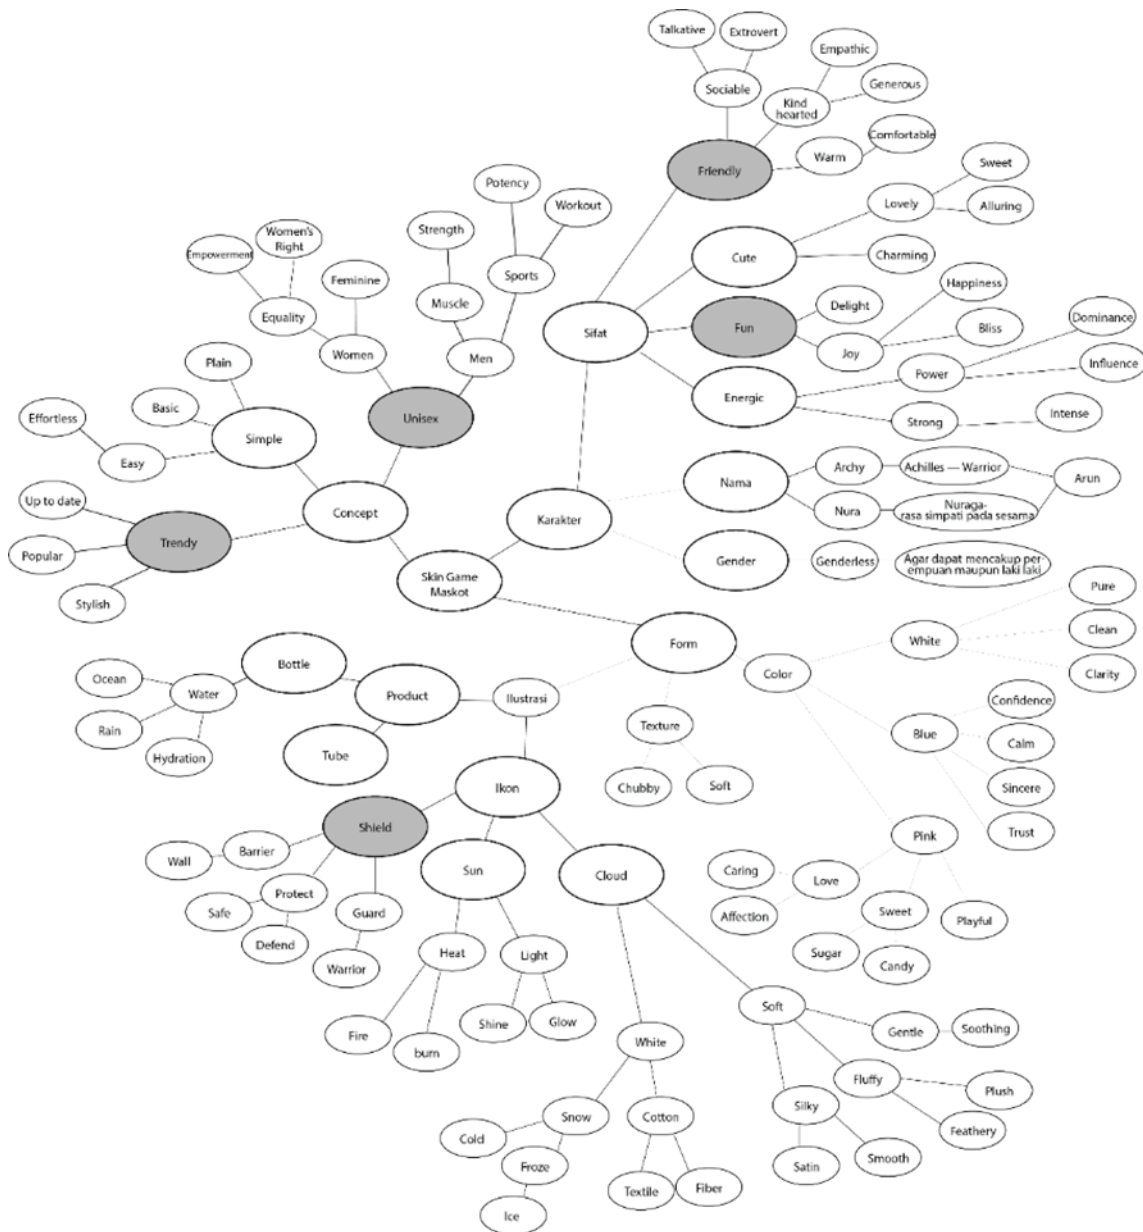 Talkative
Extrovert
Empathic
Sociable
Kind
hearted
Generous
Comfortable
Warm
Friendly
Sweet
Lovely
Alluring
Cute
Charming
Potency
Workout
Strength
Women's
Right
Empowerment
Sports
Feminine
Muscle
Equality
Women
Men
Unisex
Sifat
Fun
Delight
Happiness
Joy
Bliss
Dominance
Influence
Power
Energic
Strong
Intense
Plain
Basic
Simple
Effortless
Easy
Up to date
Trendy
Popular
Stylish
Concept
Karakter
Nama
Archy
Achilles — Warrior
Arun
Nura
Nuraga-
rasa simpati pada sesama
Gender
Genderless
Agar dapat mencakup per-
empuan maupun laki laki
Skin Game
Maskot
Form
Color
White
Pure
Clean
Clarity
Confidence
Blue
Calm
Sincere
Trust
Bottle
Product
Ilustrasi
Ocean
Water
Rain
Hydration
Tube
Texture
Chubby
Soft
Ikon
Shield
Barrier
Wall
Protect
Safe
Defend
Guard
Warrior
Sun
Cloud
Pink
Caring
Love
Affection
Sweet
Playful
Sugar
Candy
Heat
Light
Fire
burn
Shine
Glow
White
Soft
Gentle
Soothing
Fluffy
Plush
Feathery
Silky
Satin
Smooth
Snow
Cotton
Cold
Froze
Ice
Textile
Fiber